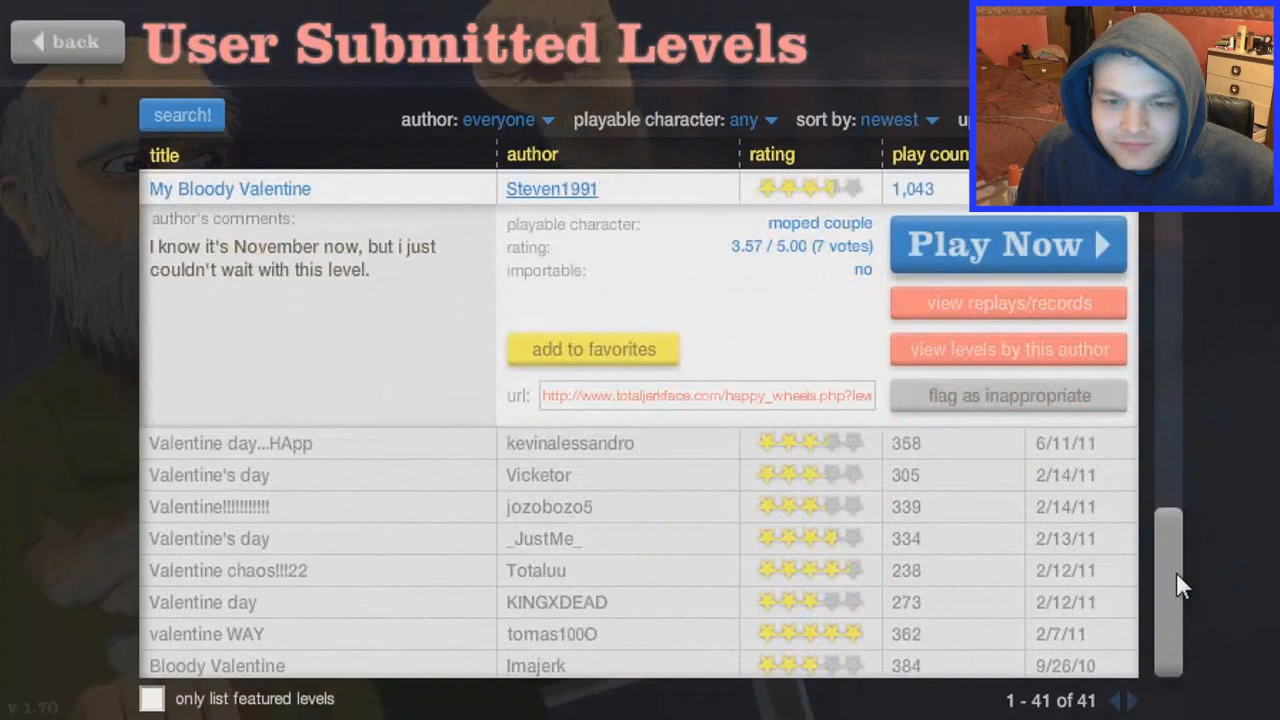 back
User Submitted Levels
search!
author: everyone playable character: any sort by: newest
title author rating play coun
My Bloody Valentine Steven1991 1,043
author's comments:
I know it's November now, but i just
couldn't wait with this level.
playable character: moped couple
rating: 3.57 / 5.00 (7 votes)
importable: no
add to favorites
url: http://www.totaljerkface.com/happy_wheels.php?lev
Play Now
view replays/records
view levels by this author
flag as inappropriate
Valentine day...HApp kevinalessandro 358 6/11/11
Valentine's day Vicketor 305 2/14/11
Valentine!!!!!!!!!!! jozobozo5 339 2/14/11
Valentine's day _JustMe_ 334 2/13/11
Valentine chaos!!!22 Totaluu 238 2/12/11
Valentine day KINGXDEAD 273 2/12/11
valentine WAY tomas100O 362 2/7/11
Bloody Valentine Imajerk 384 9/26/10
only list featured levels
1 - 41 of 41
v 1.70